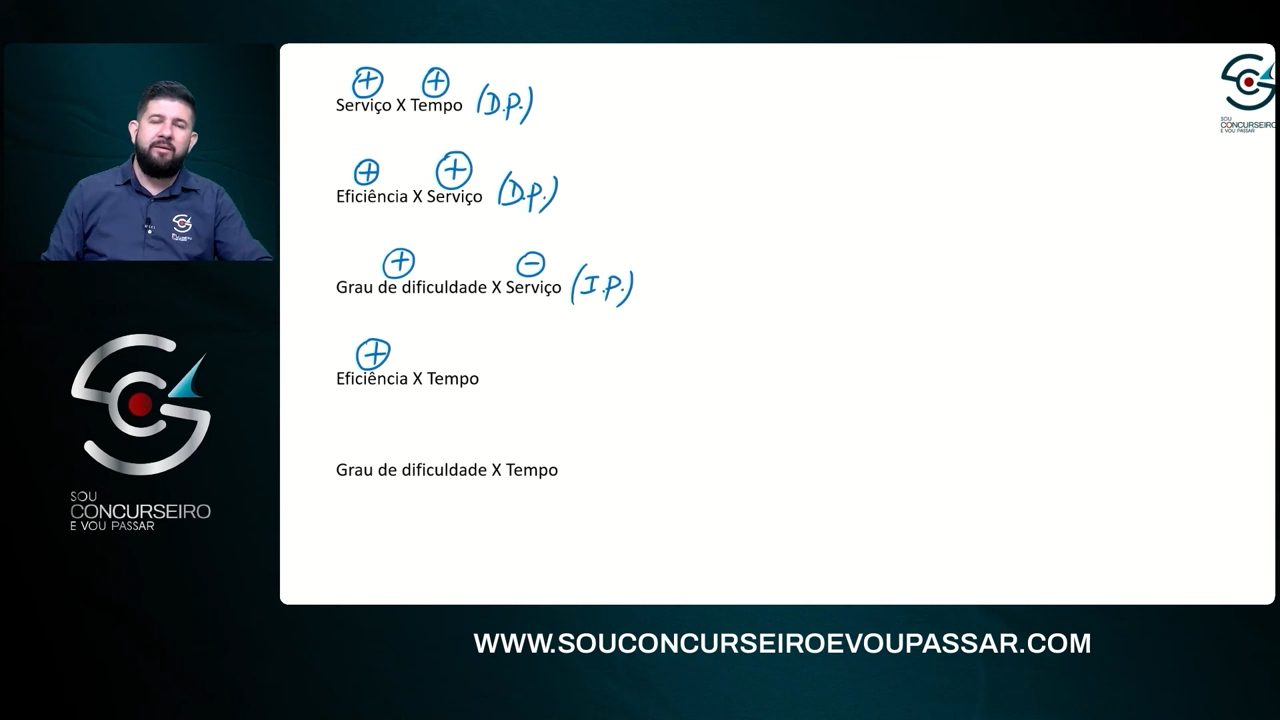 ⊕ ⊕
Serviço X Tempo (D.P.)
⊕ ⊕
Eficiência X Serviço (D.P.)
⊕ ⊖
Grau de dificuldade X Serviço (I.P.)
⊕
Eficiência X Tempo
Grau de dificuldade X Tempo
SOU
CONCURSEIRO
E VOU PASSAR
SOU
CONCURSEIRO
E VOU PASSAR
WWW.SOUCONCURSEIROEVOUPASSAR.COM